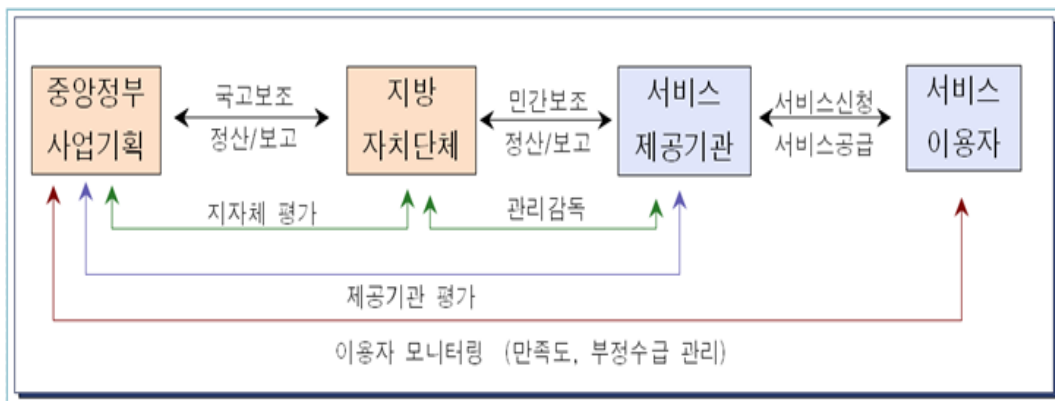 중앙정부
사업기획
국고보조
정산/보고
지방
자치단체
민간보조
정산/보고
서비스
제공기관
서비스신청
서비스공급
서비스
이용자
지자체 평가
관리감독
제공기관 평가
이용자 모니터링 (만족도, 부정수급 관리)